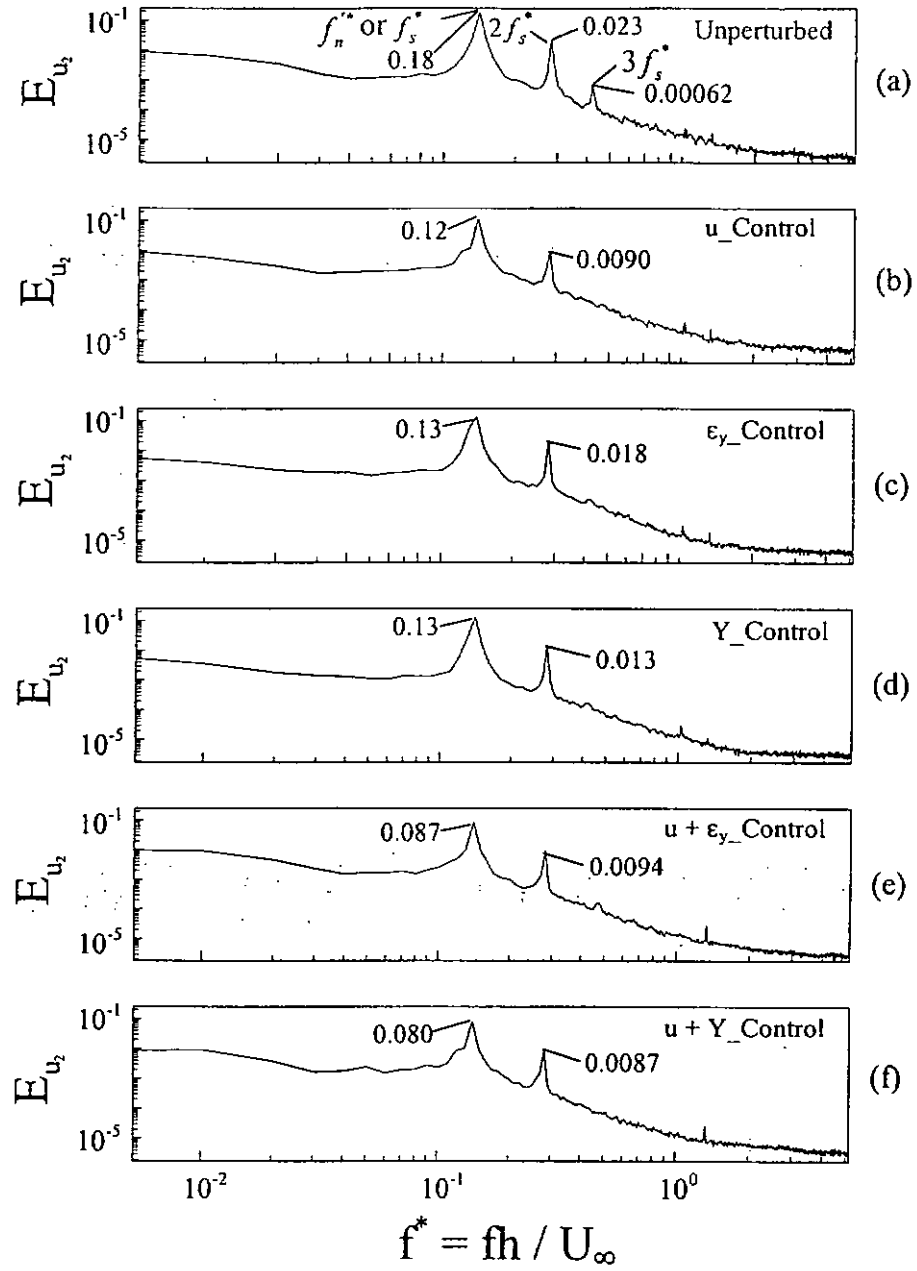 10^-1
f_n'^* or f_s^*
2f_s^*
0.023
Unperturbed
0.18
3f_s^*
0.00062
E_u₂
10^-5
(a)
10^-1
0.12
u_Control
0.0090
E_u₂
10^-5
(b)
10^-1
0.13
ε_y_Control
0.018
E_u₂
10^-5
(c)
10^-1
0.13
Y_Control
0.013
E_u₂
10^-5
(d)
10^-1
0.087
u + ε_y_Control
0.0094
E_u₂
10^-5
(e)
10^-1
0.080
u + Y_Control
0.0087
E_u₂
10^-5
(f)
10^-2 10^-1 10^0
f^* = fh / U_∞